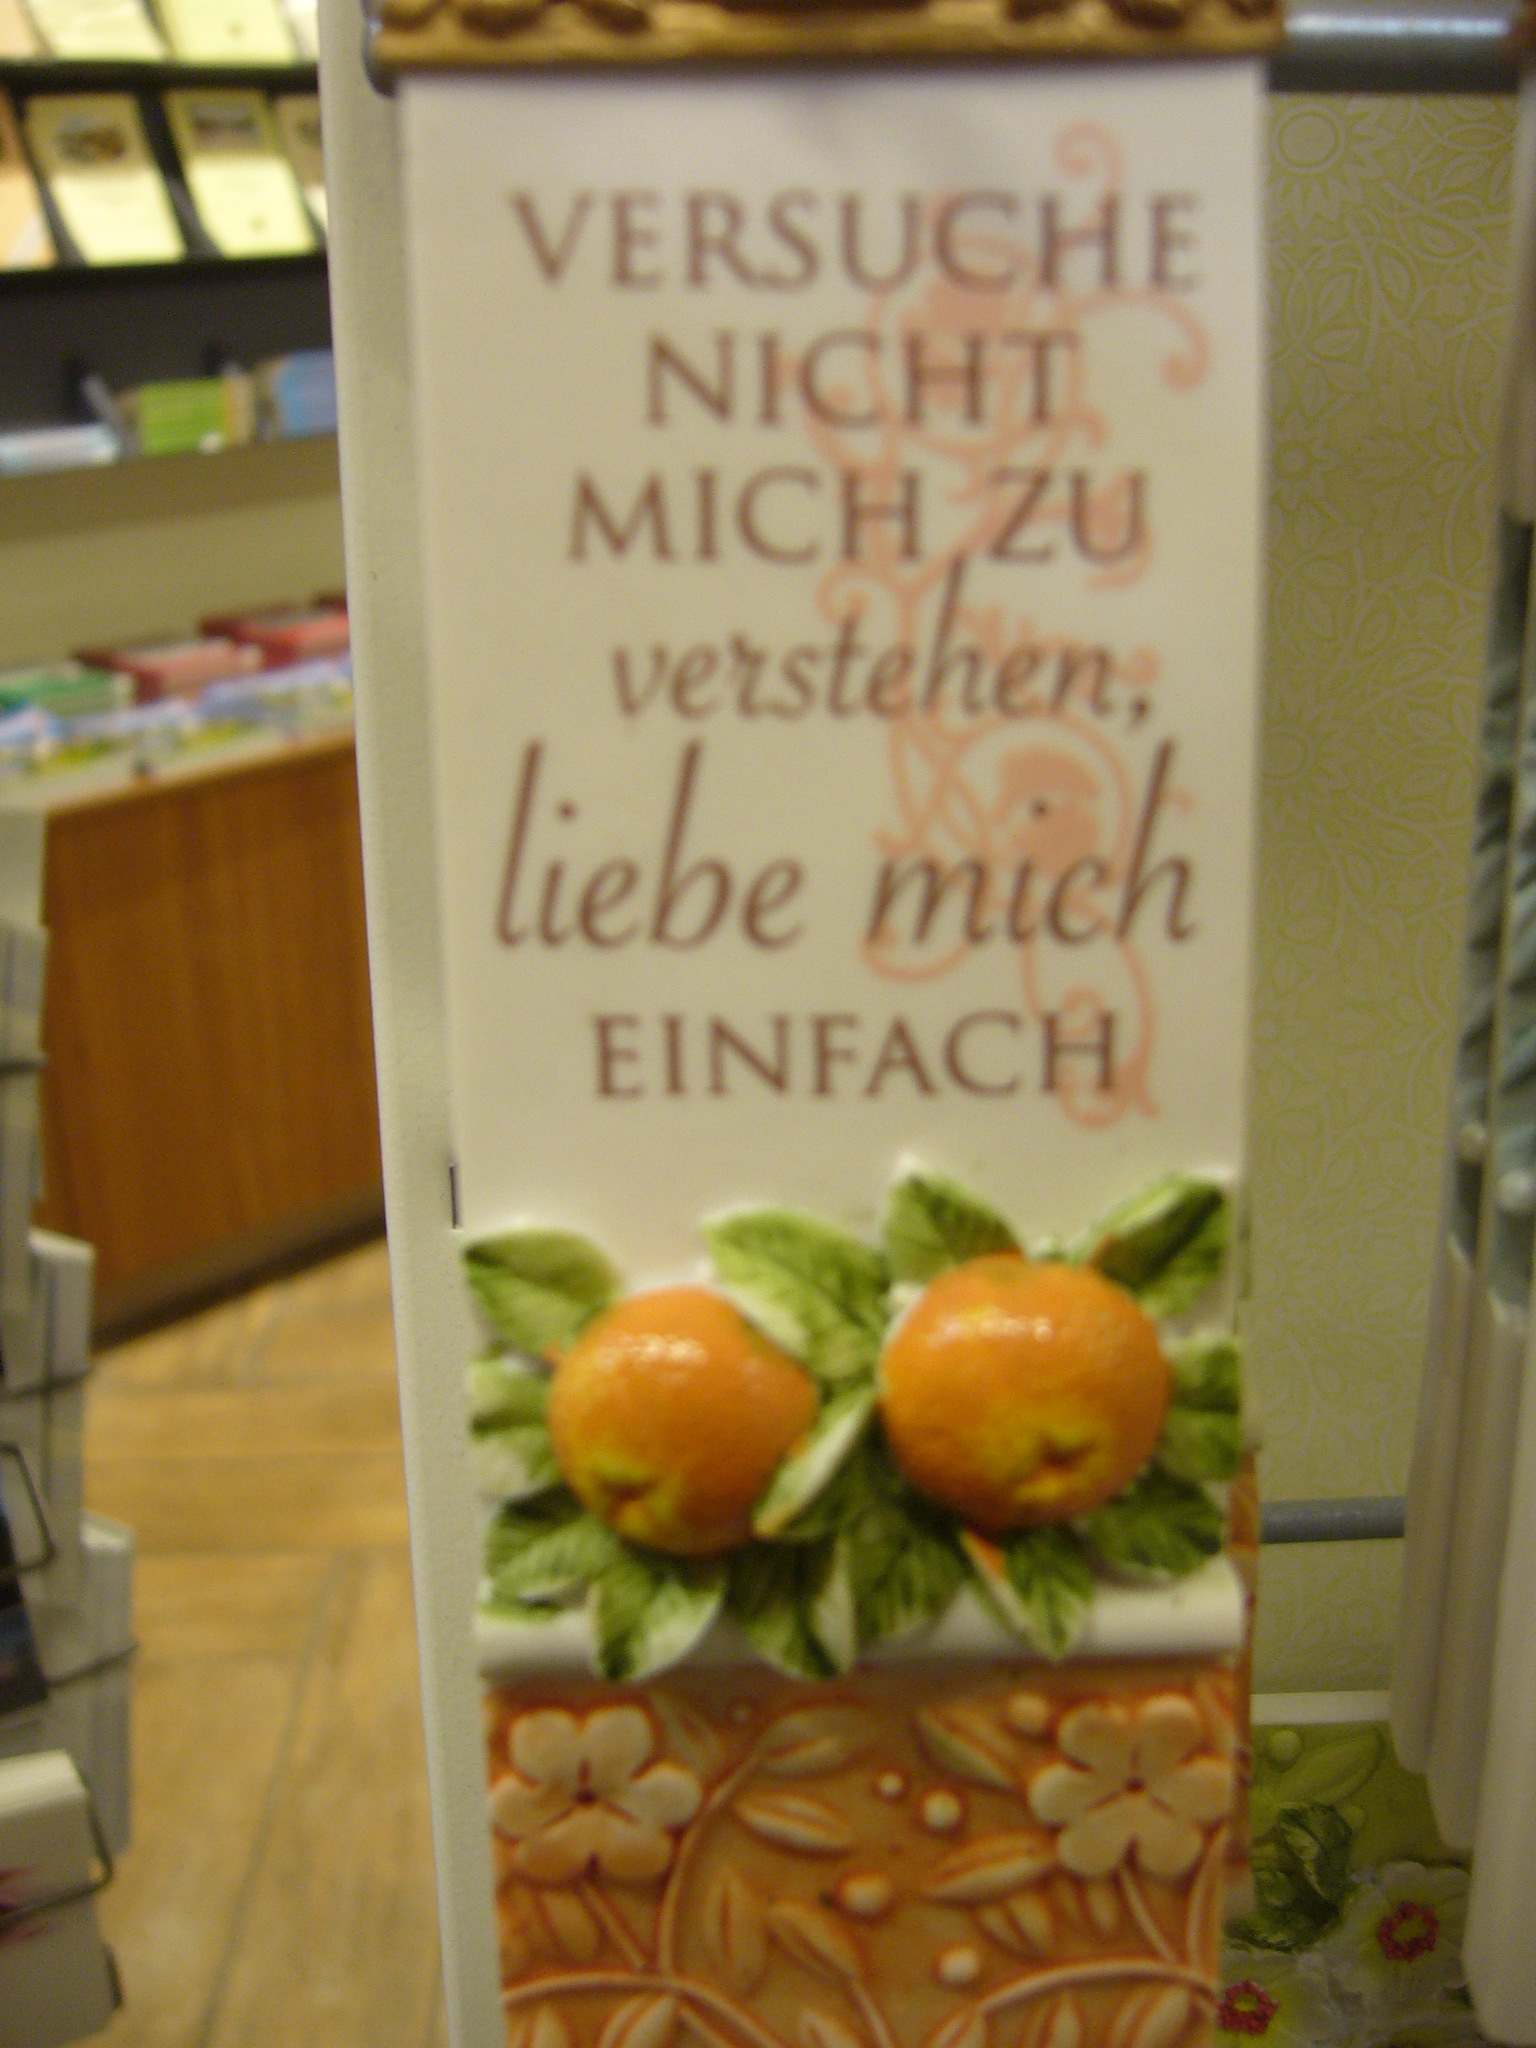 VERSUCHE
NICHT
MICH ZU
verstehen,
liebe mich
EINFACH